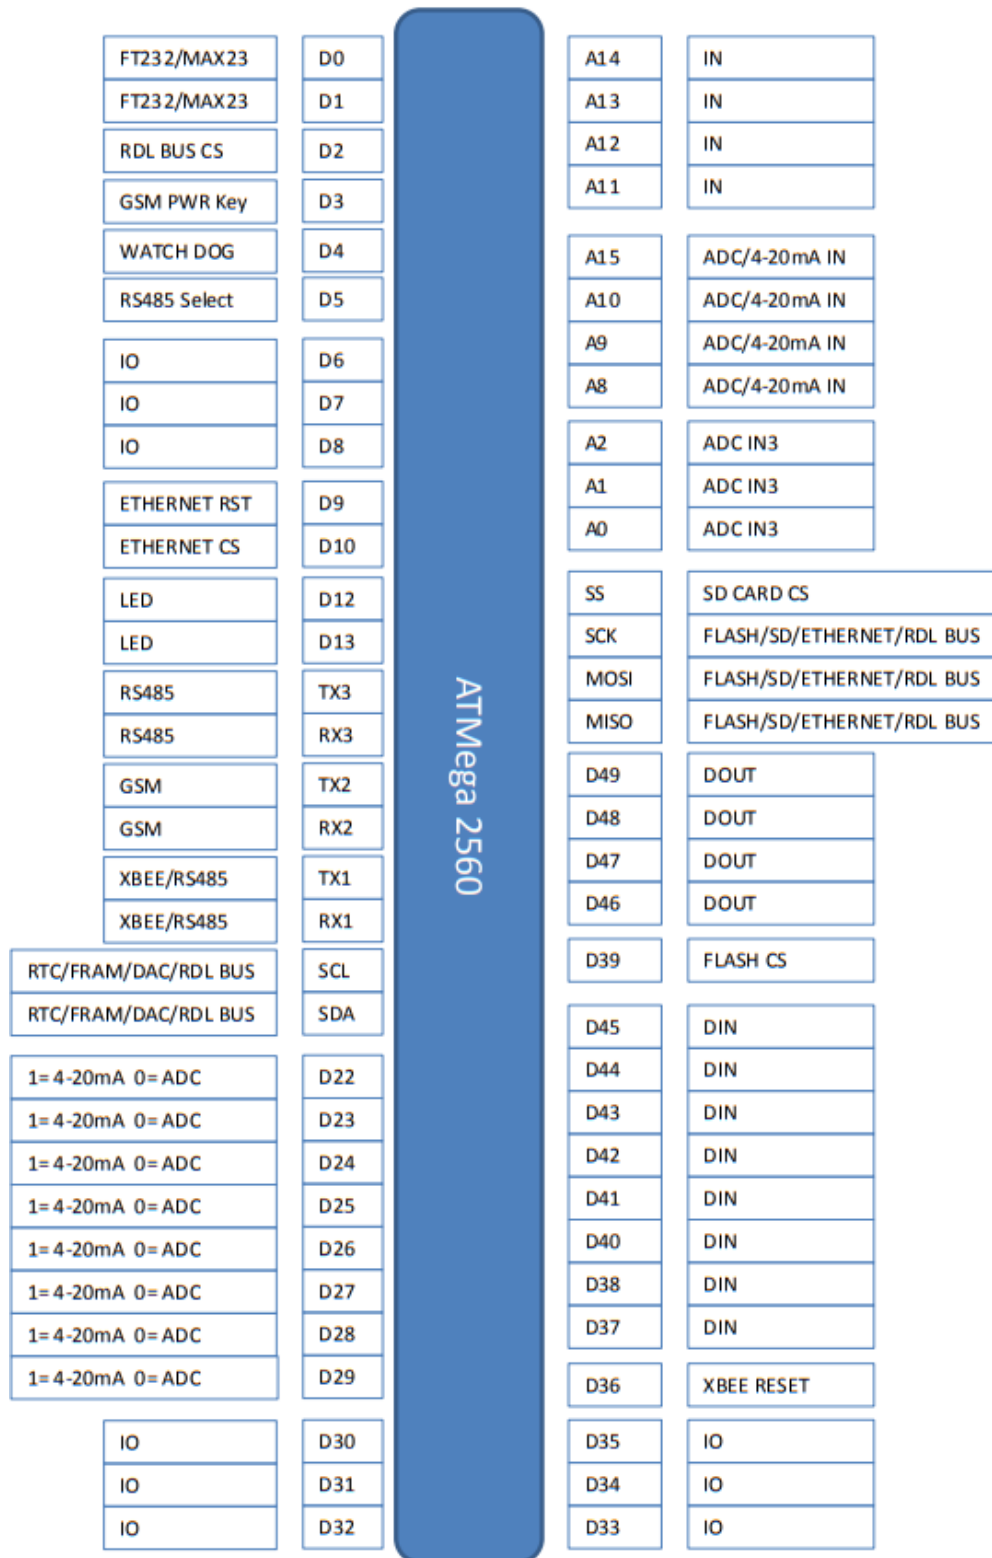 FT232/MAX23 D0
FT232/MAX23 D1
RDL BUS CS D2
GSM PWR Key D3
WATCH DOG D4
RS485 Select D5
IO D6
IO D7
IO D8
ETHERNET RST D9
ETHERNET CS D10
LED D12
LED D13
RS485 TX3
RS485 RX3
GSM TX2
GSM RX2
XBEE/RS485 TX1
XBEE/RS485 RX1
RTC/FRAM/DAC/RDL BUS SCL
RTC/FRAM/DAC/RDL BUS SDA
1=4-20mA 0=ADC D22
1=4-20mA 0=ADC D23
1=4-20mA 0=ADC D24
1=4-20mA 0=ADC D25
1=4-20mA 0=ADC D26
1=4-20mA 0=ADC D27
1=4-20mA 0=ADC D28
1=4-20mA 0=ADC D29
IO D30
IO D31
IO D32
ATMega 2560
A14 IN
A13 IN
A12 IN
A11 IN
A15 ADC/4-20mA IN
A10 ADC/4-20mA IN
A9 ADC/4-20mA IN
A8 ADC/4-20mA IN
A2 ADC IN3
A1 ADC IN3
A0 ADC IN3
SS SD CARD CS
SCK FLASH/SD/ETHERNET/RDL BUS
MOSI FLASH/SD/ETHERNET/RDL BUS
MISO FLASH/SD/ETHERNET/RDL BUS
D49 DOUT
D48 DOUT
D47 DOUT
D46 DOUT
D39 FLASH CS
D45 DIN
D44 DIN
D43 DIN
D42 DIN
D41 DIN
D40 DIN
D38 DIN
D37 DIN
D36 XBEE RESET
D35 IO
D34 IO
D33 IO